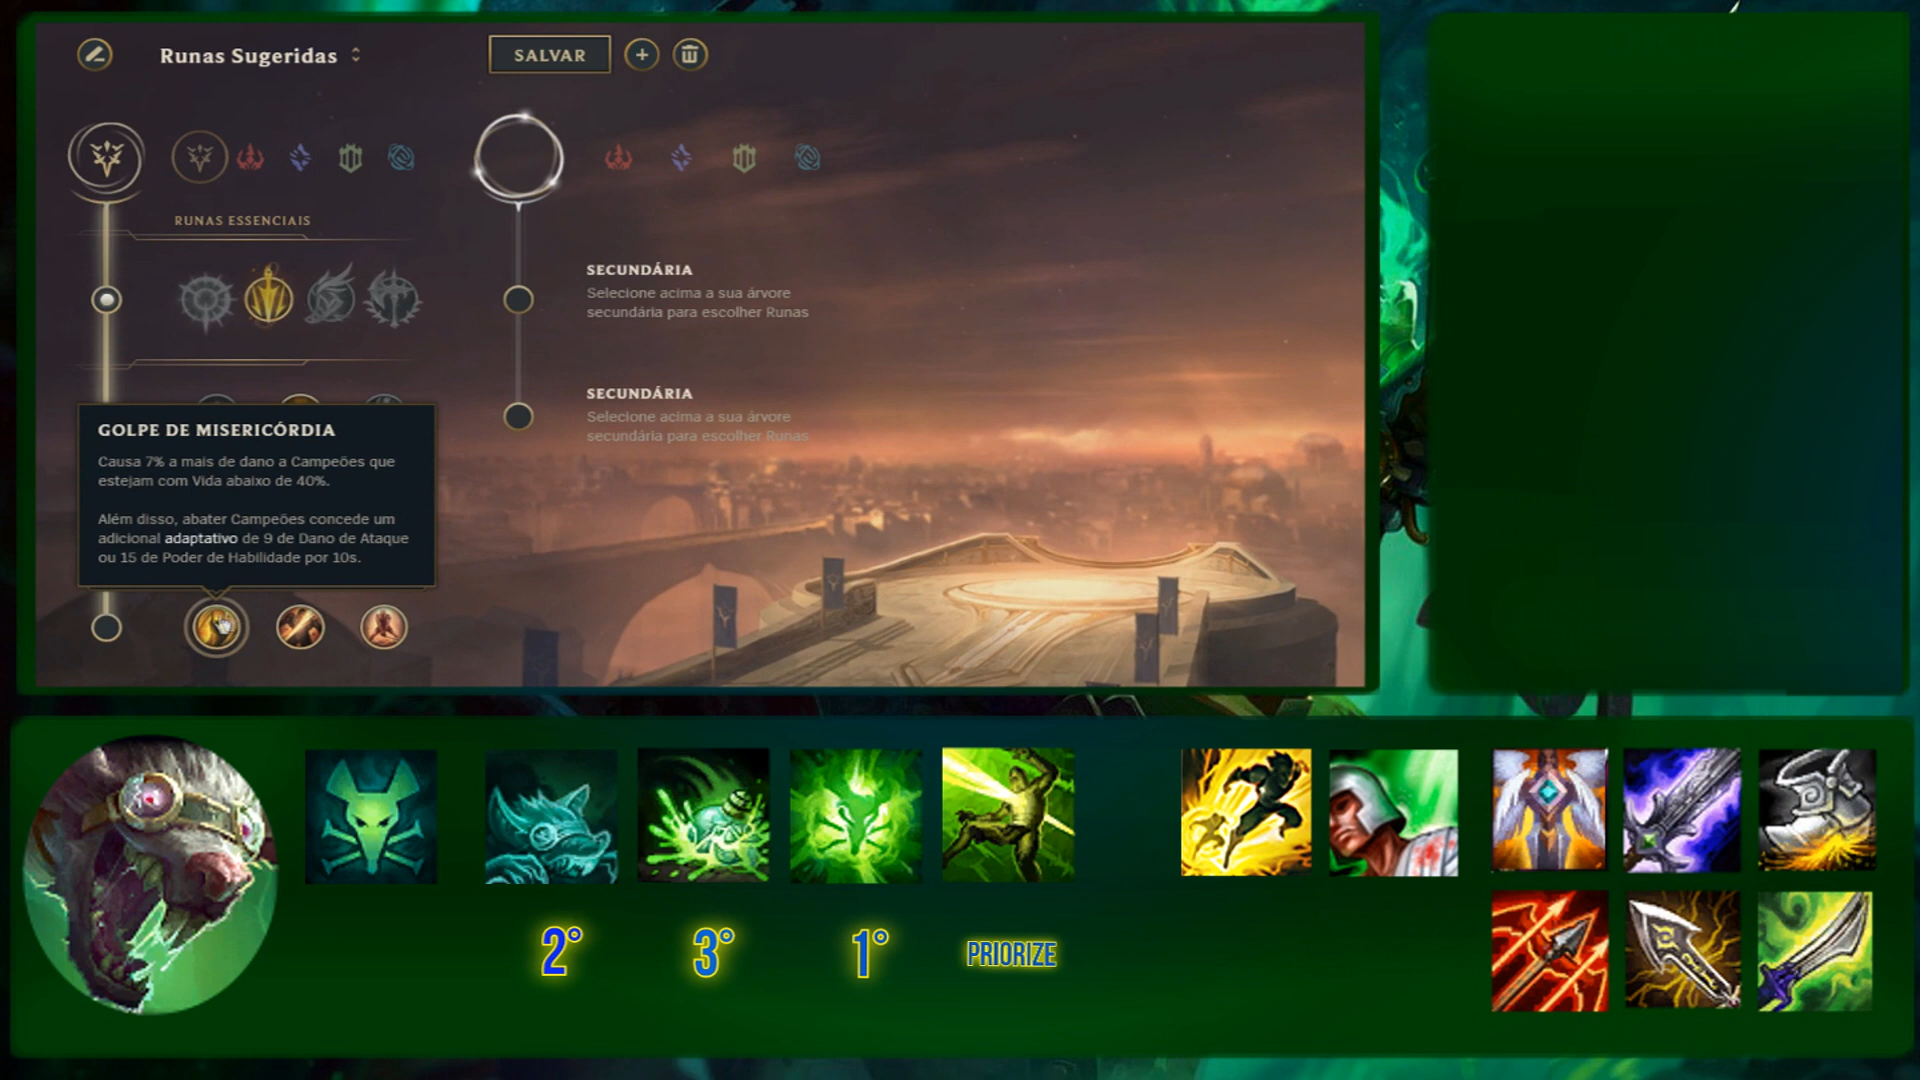 Runas Sugeridas
SALVAR
RUNAS ESSENCIAIS
SECUNDÁRIA
Selecione acima a sua árvore
secundária para escolher Runas
SECUNDÁRIA
Selecione acima a sua árvore
secundária para escolher Runas
GOLPE DE MISERICÓRDIA
Causa 7% a mais de dano a Campeões que
estejam com Vida abaixo de 40%.
Além disso, abater Campeões concede um
adicional adaptativo de 9 de Dano de Ataque
ou 15 de Poder de Habilidade por 10s.
2°
3°
1°
PRIORIZE